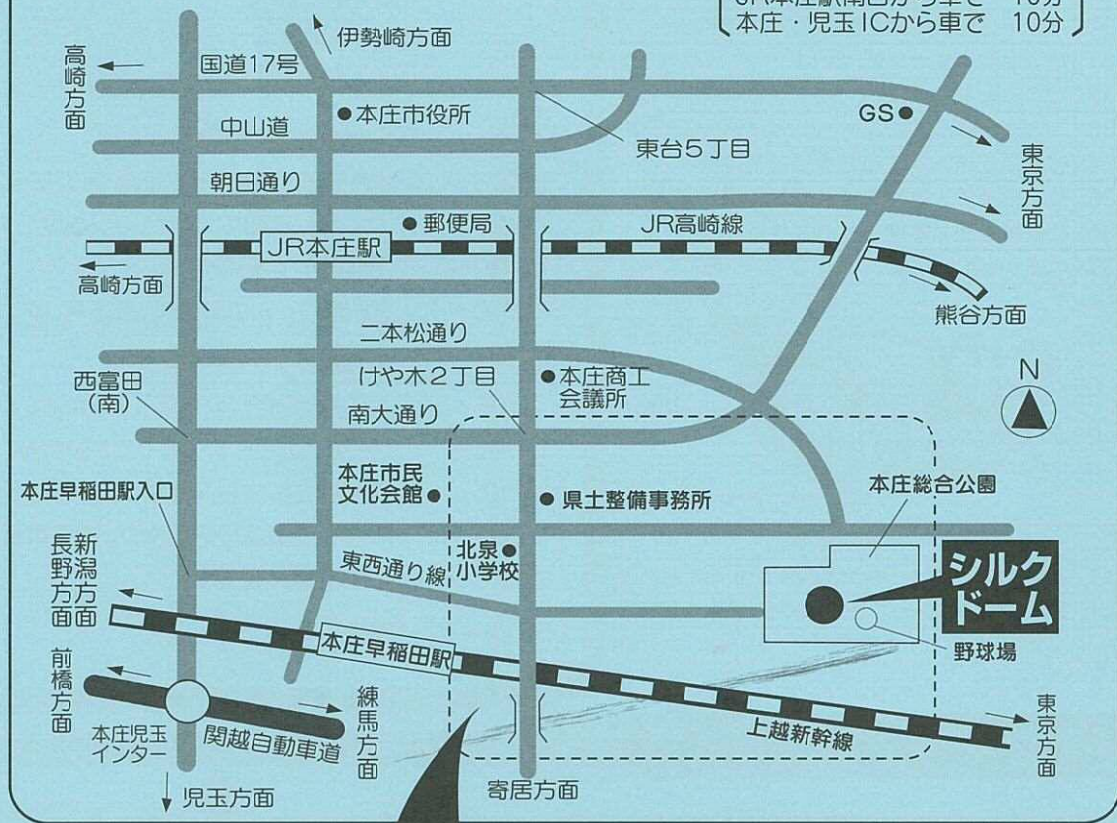 本庄・児玉ICから車で 10分
伊勢崎方面
高崎方面
国道17号
本庄市役所
GS
中山道
東台5丁目
東京方面
朝日通り
郵便局
JR高崎線
JR本庄駅
高崎方面
熊谷方面
二本松通り
西富田
(南)
けや木2丁目
本庄商工
会議所
N
南大通り
本庄早稲田駅入口
本庄市民
文化会館
県土整備事務所
本庄総合公園
新潟方面
長野方面
東西通り線
北泉
小学校
シルク
ドーム
野球場
本庄早稲田駅
前橋方面
練馬方面
上越新幹線
東京方面
本庄児玉
インター
関越自動車道
児玉方面
寄居方面